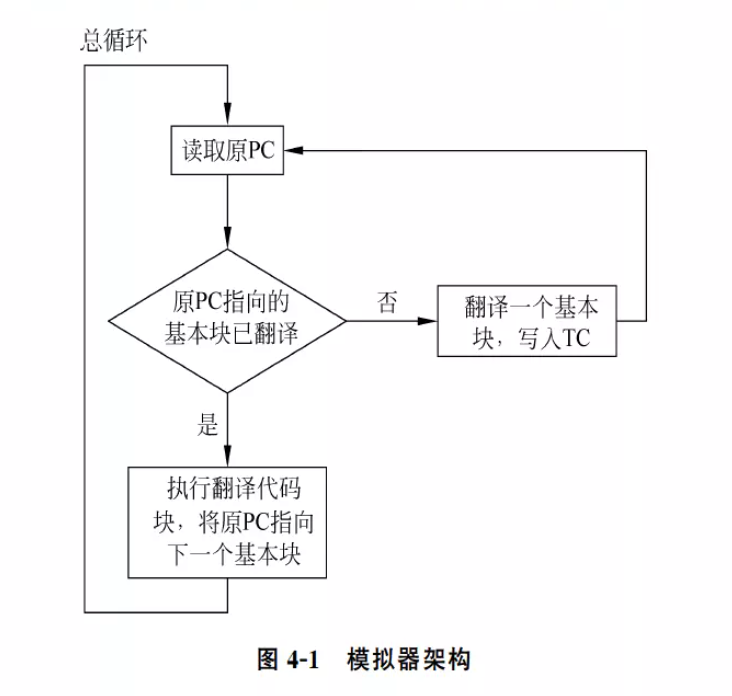 总循环
读取原PC
原PC指向的
基本块已翻译
否
翻译一个基本
块，写入TC
是
执行翻译代码
块，将原PC指向
下一个基本块
图 4-1 模拟器架构